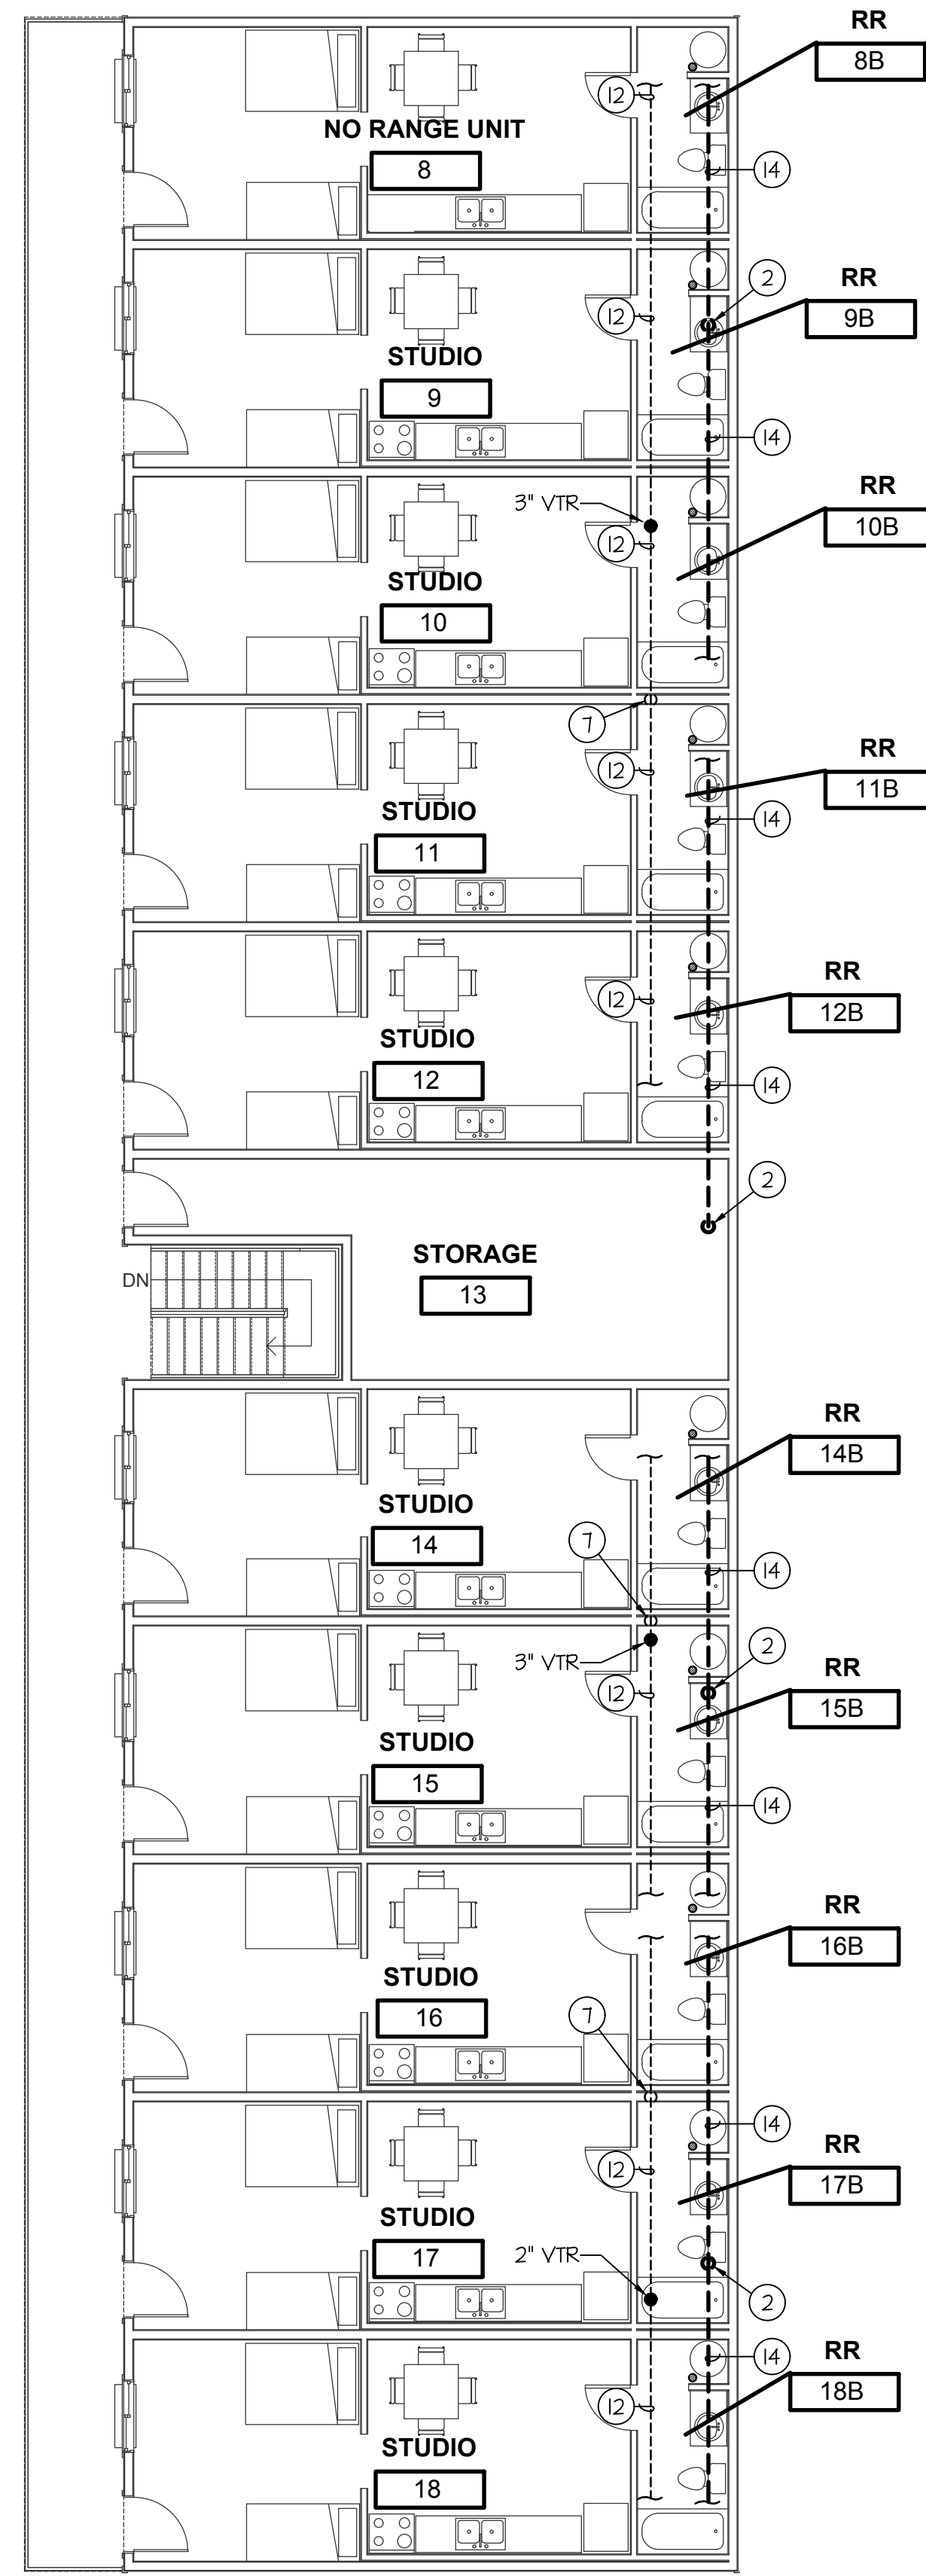 RR
8B
12
NO RANGE UNIT
8
14
2
RR
9B
12
STUDIO
9
14
RR
10B
3" VTR
12
STUDIO
10
7
RR
11B
12
STUDIO
11
14
RR
12B
12
STUDIO
12
14
2
STORAGE
13
DN
RR
14B
STUDIO
14
7
14
2
3" VTR
RR
15B
12
STUDIO
15
14
RR
16B
STUDIO
16
7
14
RR
17B
12
STUDIO
17
2" VTR
2
14
RR
18B
12
STUDIO
18